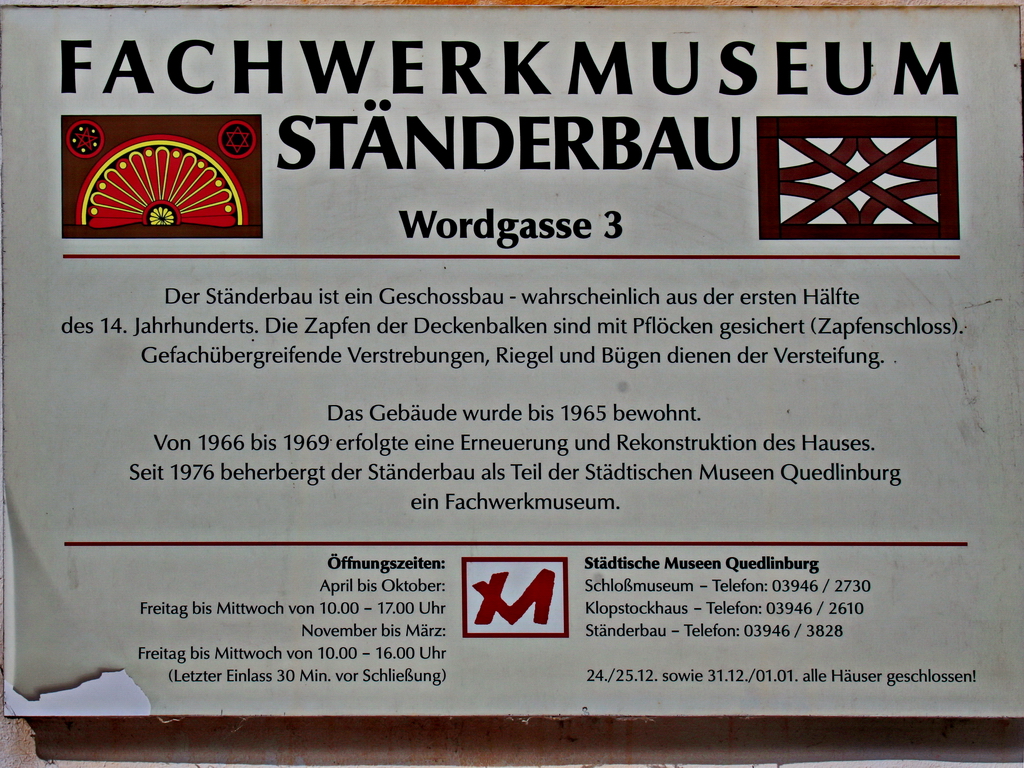 FACHWERKMUSEUM
STÄNDERBAU
Wordgasse 3
Der Ständerbau ist ein Geschossbau - wahrscheinlich aus der ersten Hälfte
des 14. Jahrhunderts. Die Zapfen der Deckenbalken sind mit Pflöcken gesichert (Zapfenschloss).
Gefachübergreifende Verstrebungen, Riegel und Bügen dienen der Versteifung.
Das Gebäude wurde bis 1965 bewohnt.
Von 1966 bis 1969 erfolgte eine Erneuerung und Rekonstruktion des Hauses.
Seit 1976 beherbergt der Ständerbau als Teil der Städtischen Museen Quedlinburg
ein Fachwerkmuseum.
Öffnungszeiten:
April bis Oktober:
Freitag bis Mittwoch von 10.00 – 17.00 Uhr
November bis März:
Freitag bis Mittwoch von 10.00 – 16.00 Uhr
(Letzter Einlass 30 Min. vor Schließung)
Städtische Museen Quedlinburg
Schloßmuseum – Telefon: 03946 / 2730
Klopstockhaus – Telefon: 03946 / 2610
Ständerbau – Telefon: 03946 / 3828
24./25.12. sowie 31.12./01.01. alle Häuser geschlossen!